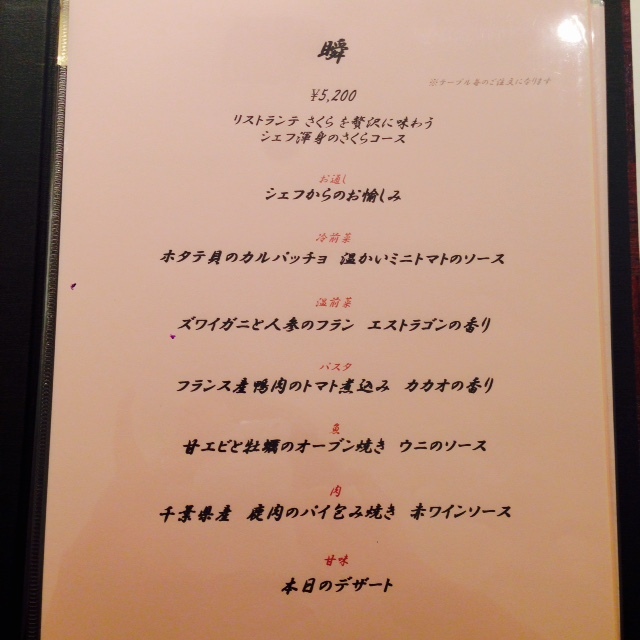 瞬
※テーブル毎のご注文になります
¥5,200
リストランテ さくら を贅沢に味わう
シェフ渾身のさくらコース
お通し
シェフからのお愉しみ
冷前菜
ホタテ貝のカルパッチョ 温かいミニトマトのソース
温前菜
ズワイガニと人参のフラン エストラゴンの香り
パスタ
フランス産鴨肉のトマト煮込み カカオの香り
魚
甘エビと牡蠣のオーブン焼き ウニのソース
肉
千葉県産 鹿肉のパイ包み焼き 赤ワインソース
甘味
本日のデザート